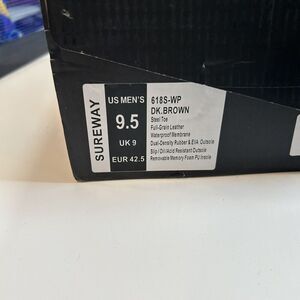 SUREWAY
US MEN'S
9.5
UK 9
EUR 42.5
618S-WP
DK.BROWN
Steel Toe
Full-Grain Leather
Waterproof Membrane
Dual-Density Rubber & EVA Outsole
Slip / Oil/Acid Resistant Outsole
Removable Memory Foam PU Insole